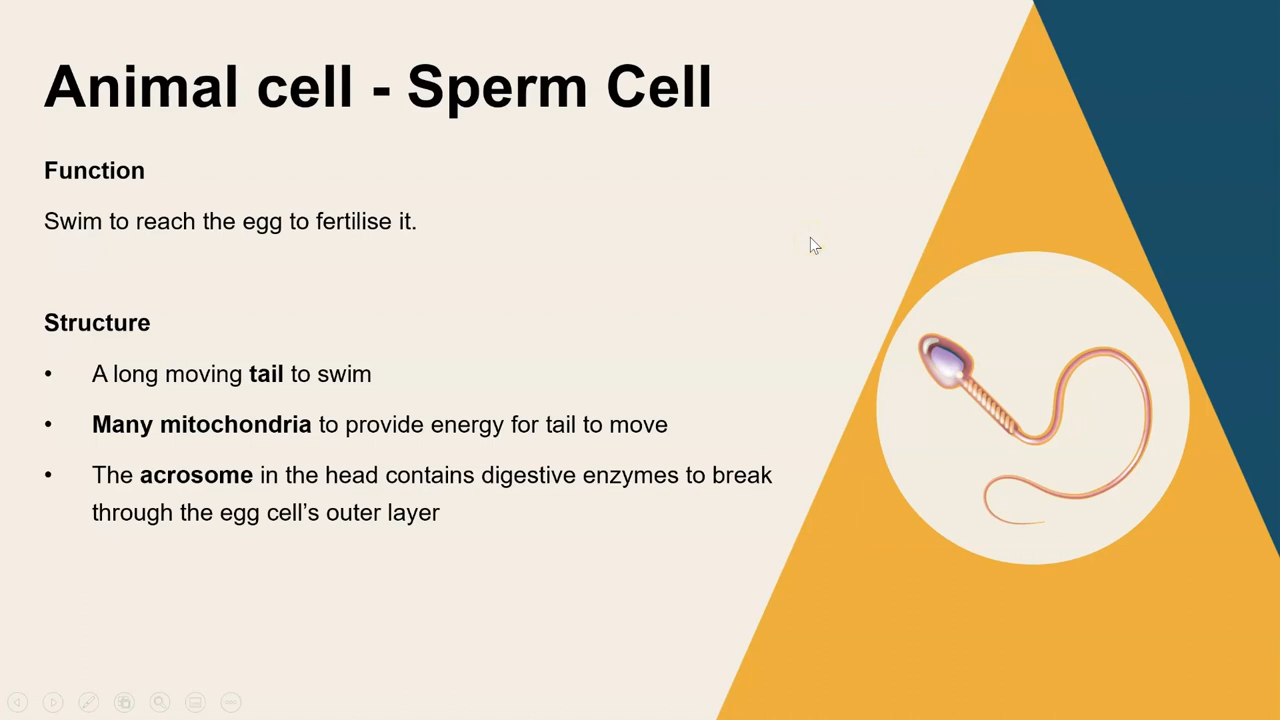 Animal cell - Sperm Cell
Function
Swim to reach the egg to fertilise it.
Structure
• A long moving tail to swim
• Many mitochondria to provide energy for tail to move
• The acrosome in the head contains digestive enzymes to break
through the egg cell’s outer layer